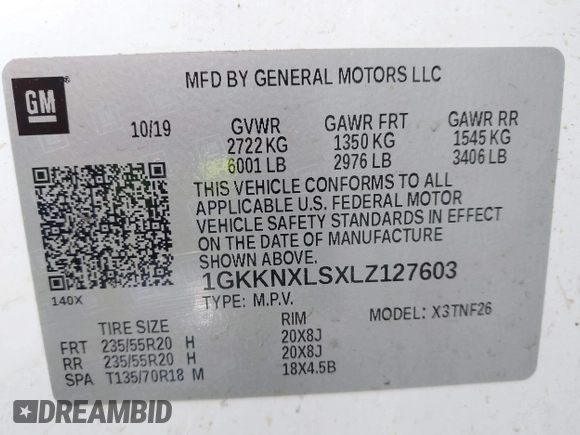 MFD BY GENERAL MOTORS LLC
GM
10/19 GVWR GAWR FRT GAWR RR
2722 KG 1350 KG 1545 KG
6001 LB 2976 LB 3406 LB
THIS VEHICLE CONFORMS TO ALL
APPLICABLE U.S. FEDERAL MOTOR
VEHICLE SAFETY STANDARDS IN EFFECT
ON THE DATE OF MANUFACTURE
SHOWN ABOVE.
140X
1GKKNXLSXLZ127603
TYPE: M.P.V. MODEL: X3TNF26
TIRE SIZE RIM
FRT 235/55R20 H 20X8J
RR 235/55R20 H 20X8J
SPA T135/70R18 M 18X4.5B
DREAMBID